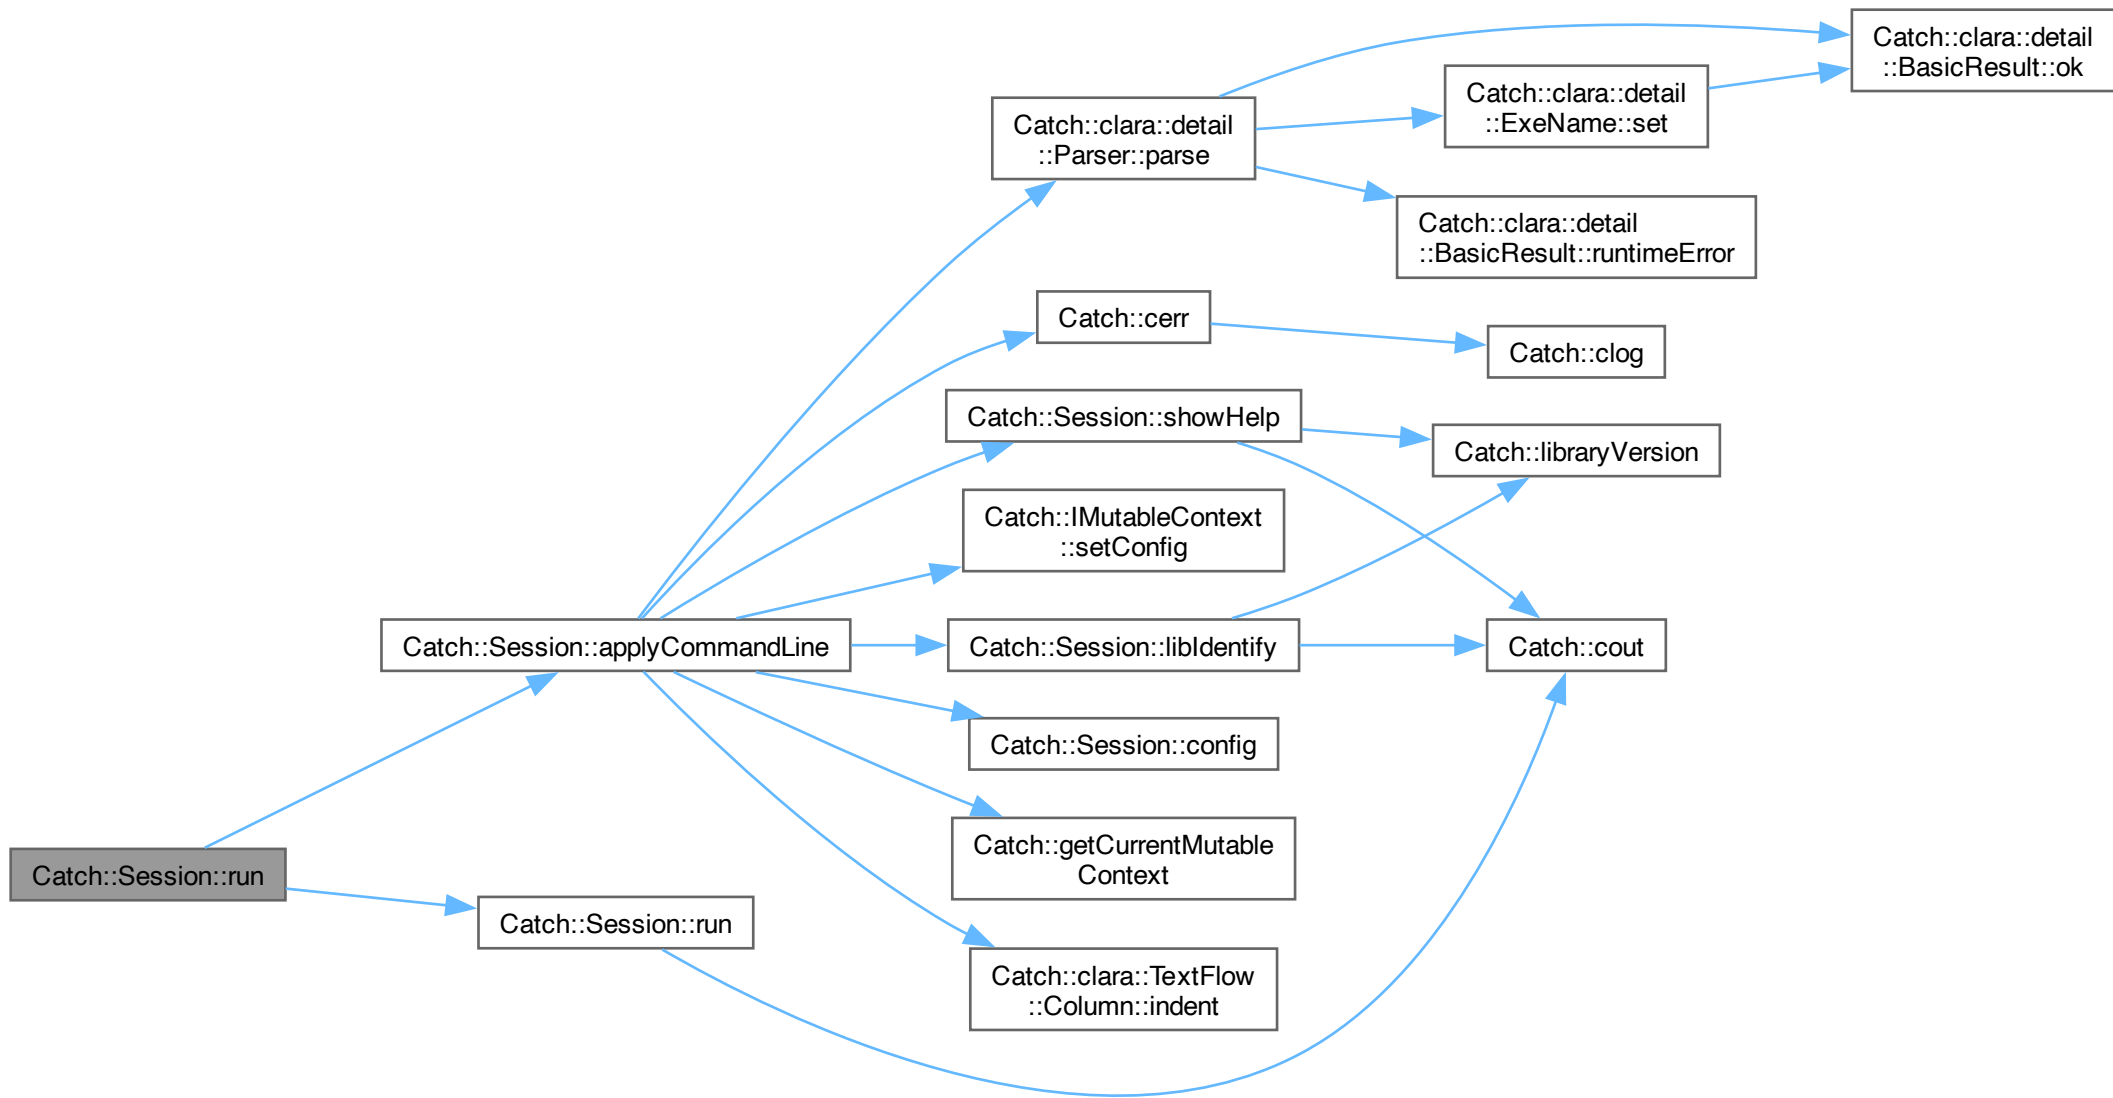 Catch::clara::detail
::BasicResult::ok
Catch::clara::detail
::ExeName::set
Catch::clara::detail
::Parser::parse
Catch::clara::detail
::BasicResult::runtimeError
Catch::cerr
Catch::clog
Catch::Session::showHelp
Catch::libraryVersion
Catch::IMutableContext
::setConfig
Catch::Session::applyCommandLine
Catch::Session::libIdentify
Catch::cout
Catch::Session::config
Catch::getCurrentMutable
Context
Catch::Session::run
Catch::Session::run
Catch::clara::TextFlow
::Column::indent